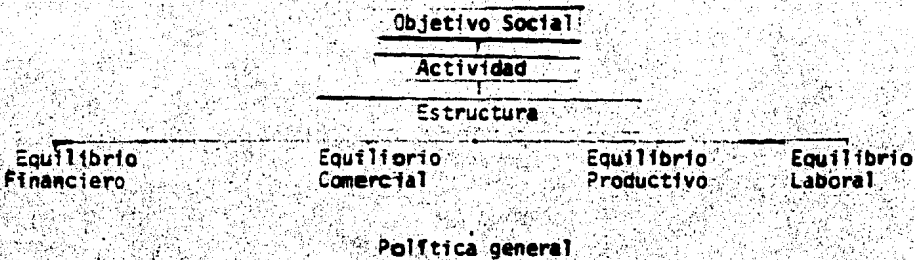 Objetivo Social
Actividad
Estructura
Equilibrio Equilibrio Equilibrio Equilibrio
Financiero Comercial Productivo Laboral
Política general